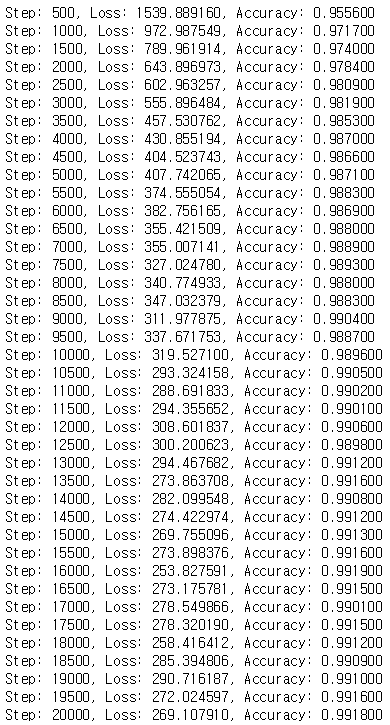 Step: 500, Loss: 1539.889160, Accuracy: 0.955600
Step: 1000, Loss: 972.987549, Accuracy: 0.971700
Step: 1500, Loss: 789.961914, Accuracy: 0.974000
Step: 2000, Loss: 643.896973, Accuracy: 0.978400
Step: 2500, Loss: 602.963257, Accuracy: 0.980900
Step: 3000, Loss: 555.896484, Accuracy: 0.981900
Step: 3500, Loss: 457.530762, Accuracy: 0.985300
Step: 4000, Loss: 430.855194, Accuracy: 0.987000
Step: 4500, Loss: 404.523743, Accuracy: 0.986600
Step: 5000, Loss: 407.742065, Accuracy: 0.987100
Step: 5500, Loss: 374.555054, Accuracy: 0.988300
Step: 6000, Loss: 382.756165, Accuracy: 0.986900
Step: 6500, Loss: 355.421509, Accuracy: 0.988000
Step: 7000, Loss: 355.007141, Accuracy: 0.988900
Step: 7500, Loss: 327.024780, Accuracy: 0.989300
Step: 8000, Loss: 340.774933, Accuracy: 0.988000
Step: 8500, Loss: 347.032379, Accuracy: 0.988300
Step: 9000, Loss: 311.977875, Accuracy: 0.990400
Step: 9500, Loss: 337.671753, Accuracy: 0.988700
Step: 10000, Loss: 319.527100, Accuracy: 0.989600
Step: 10500, Loss: 293.324158, Accuracy: 0.990500
Step: 11000, Loss: 288.691833, Accuracy: 0.990200
Step: 11500, Loss: 294.355652, Accuracy: 0.990100
Step: 12000, Loss: 308.601837, Accuracy: 0.990600
Step: 12500, Loss: 300.200623, Accuracy: 0.989800
Step: 13000, Loss: 294.467682, Accuracy: 0.991200
Step: 13500, Loss: 273.863708, Accuracy: 0.991600
Step: 14000, Loss: 282.099548, Accuracy: 0.990800
Step: 14500, Loss: 274.422974, Accuracy: 0.991200
Step: 15000, Loss: 269.755096, Accuracy: 0.991300
Step: 15500, Loss: 273.898376, Accuracy: 0.991600
Step: 16000, Loss: 253.827591, Accuracy: 0.991900
Step: 16500, Loss: 273.175781, Accuracy: 0.991500
Step: 17000, Loss: 278.549866, Accuracy: 0.990100
Step: 17500, Loss: 278.320190, Accuracy: 0.991200
Step: 18000, Loss: 258.416412, Accuracy: 0.991200
Step: 18500, Loss: 285.394806, Accuracy: 0.990900
Step: 19000, Loss: 290.716187, Accuracy: 0.991000
Step: 19500, Loss: 272.024597, Accuracy: 0.991600
Step: 20000, Loss: 269.107910, Accuracy: 0.991800